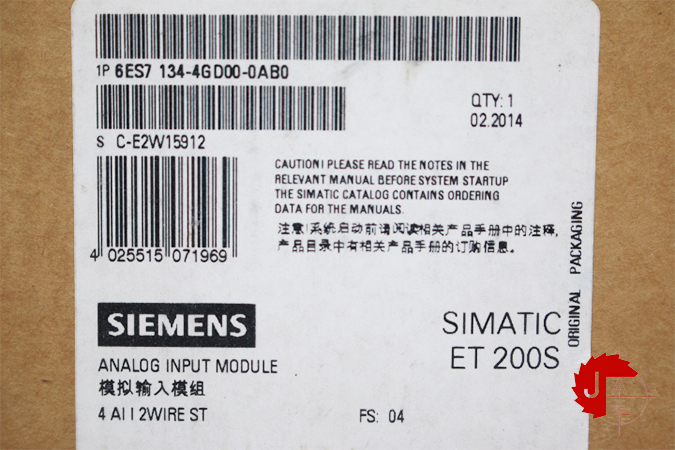 1P 6ES7 134-4GD00-0AB0
QTY: 1
02.2014
S C-E2W15912
CAUTION! PLEASE READ THE NOTES IN THE
RELEVANT MANUAL BEFORE SYSTEM STARTUP
THE SIMATIC CATALOG CONTAINS ORDERING
DATA FOR THE MANUALS
注意!系统启动前请阅读相关产品手册中的注释,
产品目录中有相关产品手册的订购信息。
4 025515 071969
ORIGINAL PACKAGING
SIEMENS
SIMATIC
ET 200S
ANALOG INPUT MODULE
模拟输入模组
4 AI I 2WIRE ST
FS: 04
J